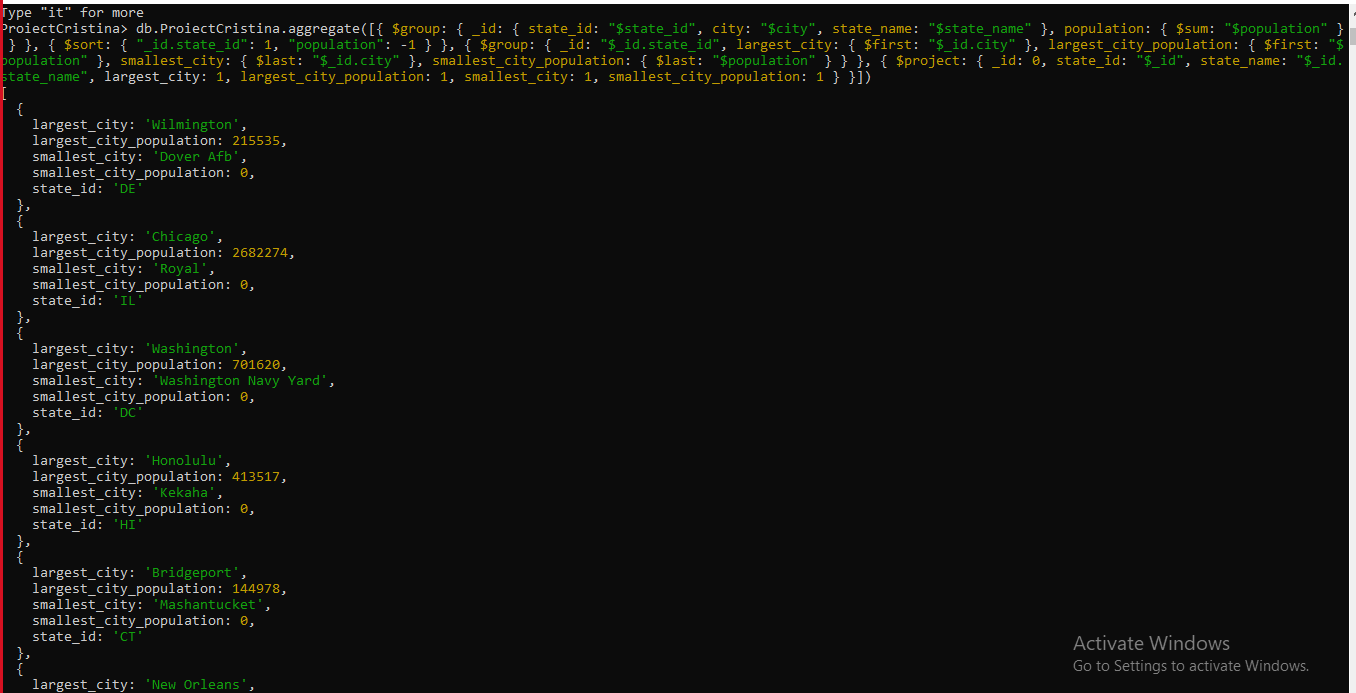 Type "it" for more
ProiectCristina> db.ProiectCristina.aggregate([{ $group: { _id: { state_id: "$state_id", city: "$city", state_name: "$state_name" }, population: { $sum: "$population" }
} }, { $sort: { "_id.state_id": 1, "population": -1 } }, { $group: { _id: "$_id.state_id", largest_city: { $first: "$_id.city" }, largest_city_population: { $first: "$
population" }, smallest_city: { $last: "$_id.city" }, smallest_city_population: { $last: "$population" } } }, { $project: { _id: 0, state_id: "$_id", state_name: "$_id.
state_name", largest_city: 1, largest_city_population: 1, smallest_city: 1, smallest_city_population: 1 } }])
[
{
largest_city: 'Wilmington',
largest_city_population: 215535,
smallest_city: 'Dover Afb',
smallest_city_population: 0,
state_id: 'DE'
},
{
largest_city: 'Chicago',
largest_city_population: 2682274,
smallest_city: 'Royal',
smallest_city_population: 0,
state_id: 'IL'
},
{
largest_city: 'Washington',
largest_city_population: 701620,
smallest_city: 'Washington Navy Yard',
smallest_city_population: 0,
state_id: 'DC'
},
{
largest_city: 'Honolulu',
largest_city_population: 413517,
smallest_city: 'Kekaha',
smallest_city_population: 0,
state_id: 'HI'
},
{
largest_city: 'Bridgeport',
largest_city_population: 144978,
smallest_city: 'Mashantucket',
smallest_city_population: 0,
state_id: 'CT'
},
{
largest_city: 'New Orleans',
Activate Windows
Go to Settings to activate Windows.